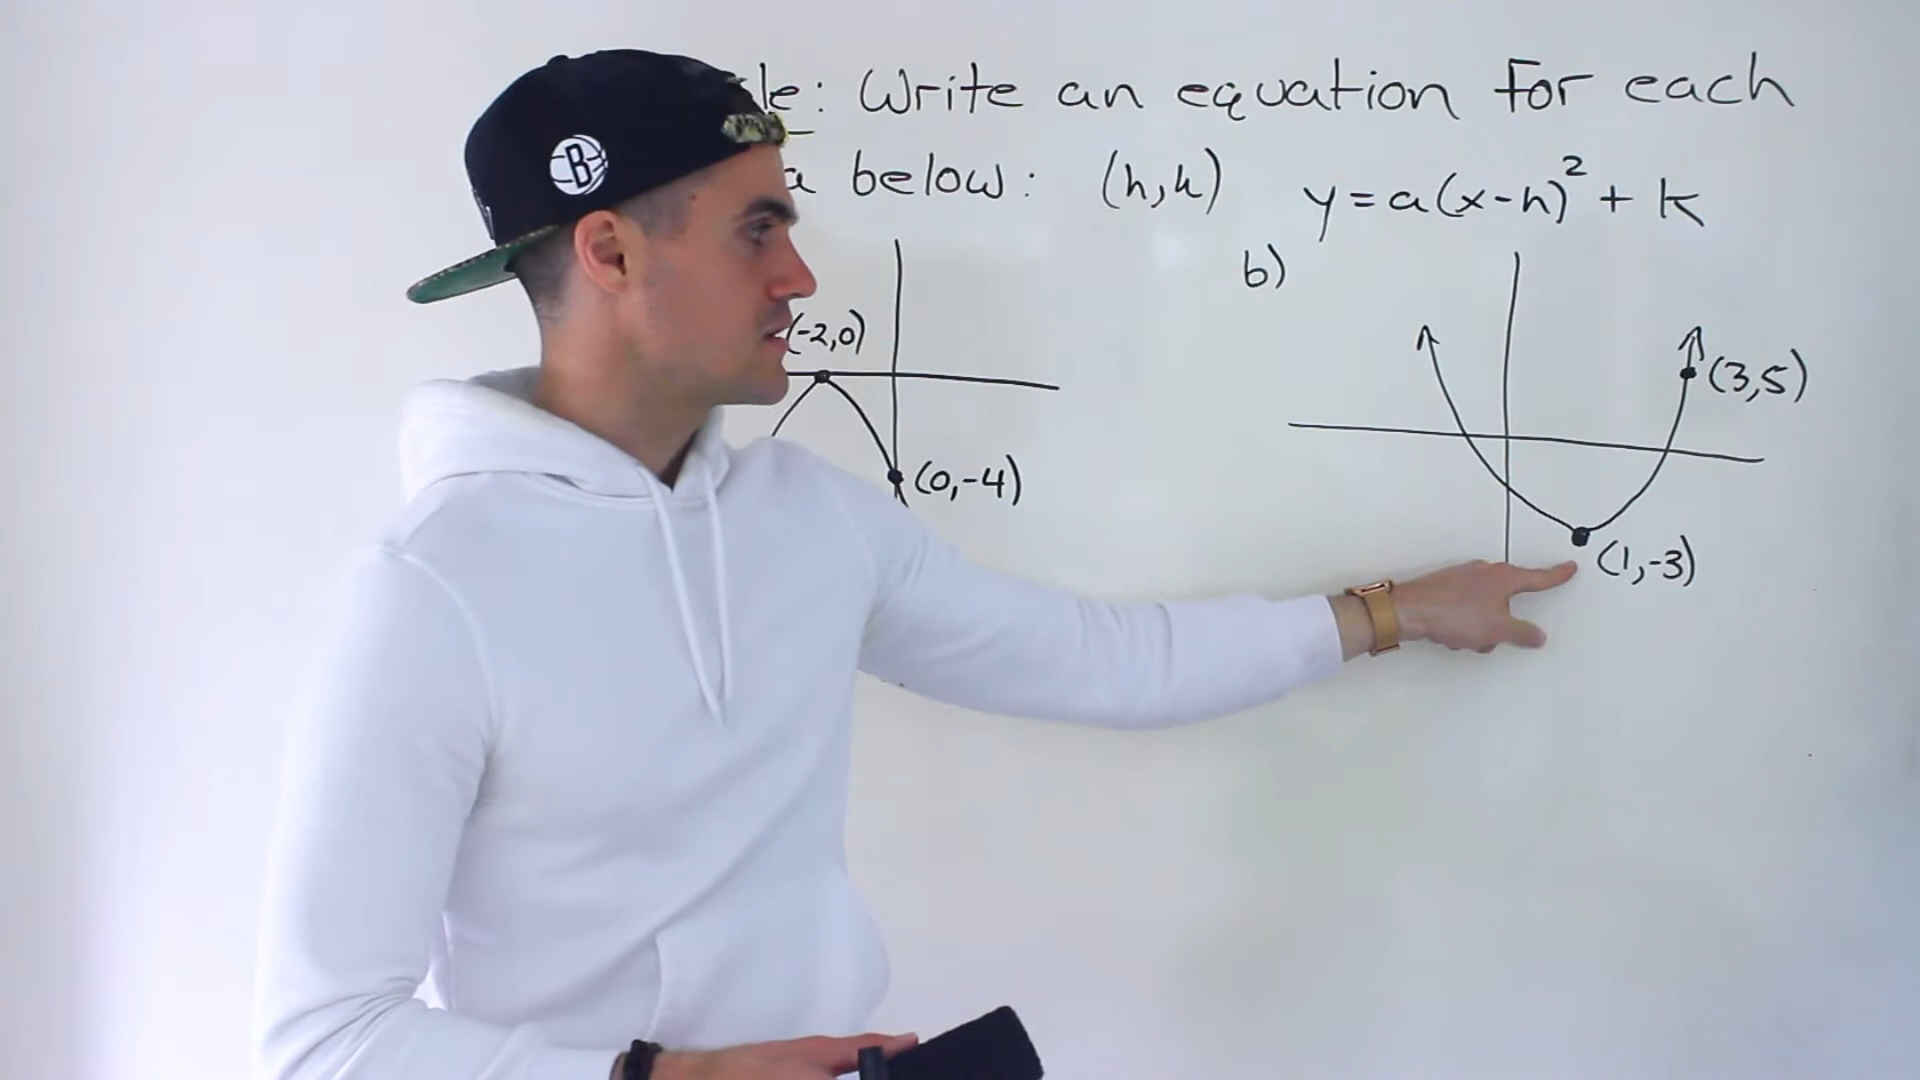 le: Write an equation for each
a below: (h,k) y=a(x-h)²+k
b)
(-2,0)
(3,5)
(0,-4)
(1,-3)
B